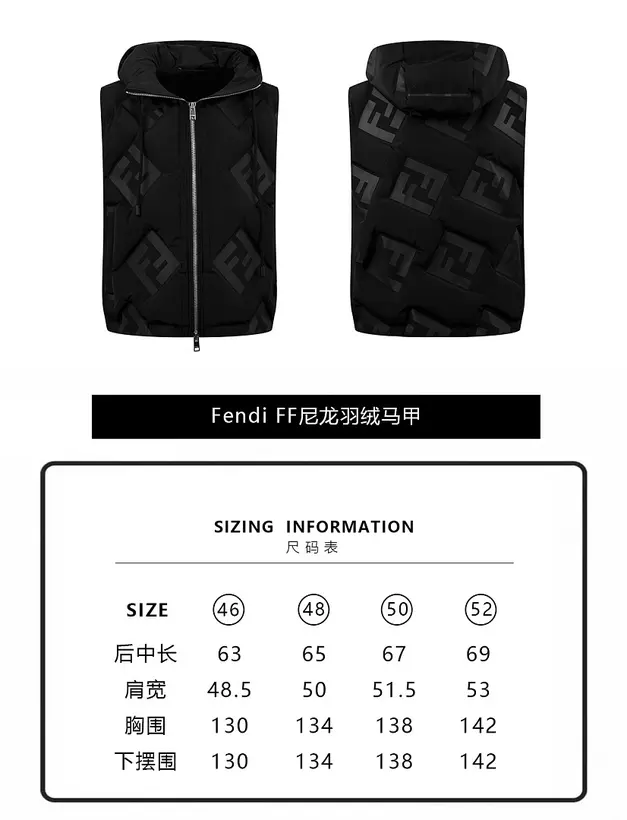 Fendi FF尼龙羽绒马甲
SIZING INFORMATION
尺码表
SIZE 46 48 50 52
后中长 63 65 67 69
肩宽 48.5 50 51.5 53
胸围 130 134 138 142
下摆围 130 134 138 142